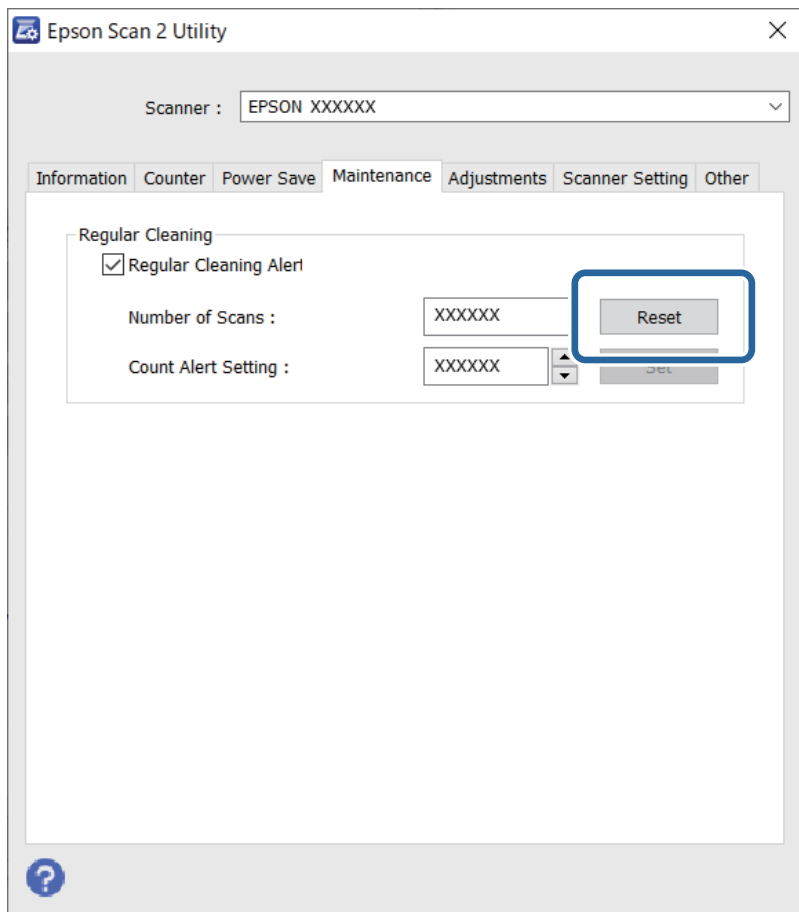 Epson Scan 2 Utility
Scanner : EPSON XXXXXX
Information Counter Power Save Maintenance Adjustments Scanner Setting Other
Regular Cleaning
Regular Cleaning Alert
Number of Scans : XXXXXX Reset
Count Alert Setting : XXXXXX Set
?